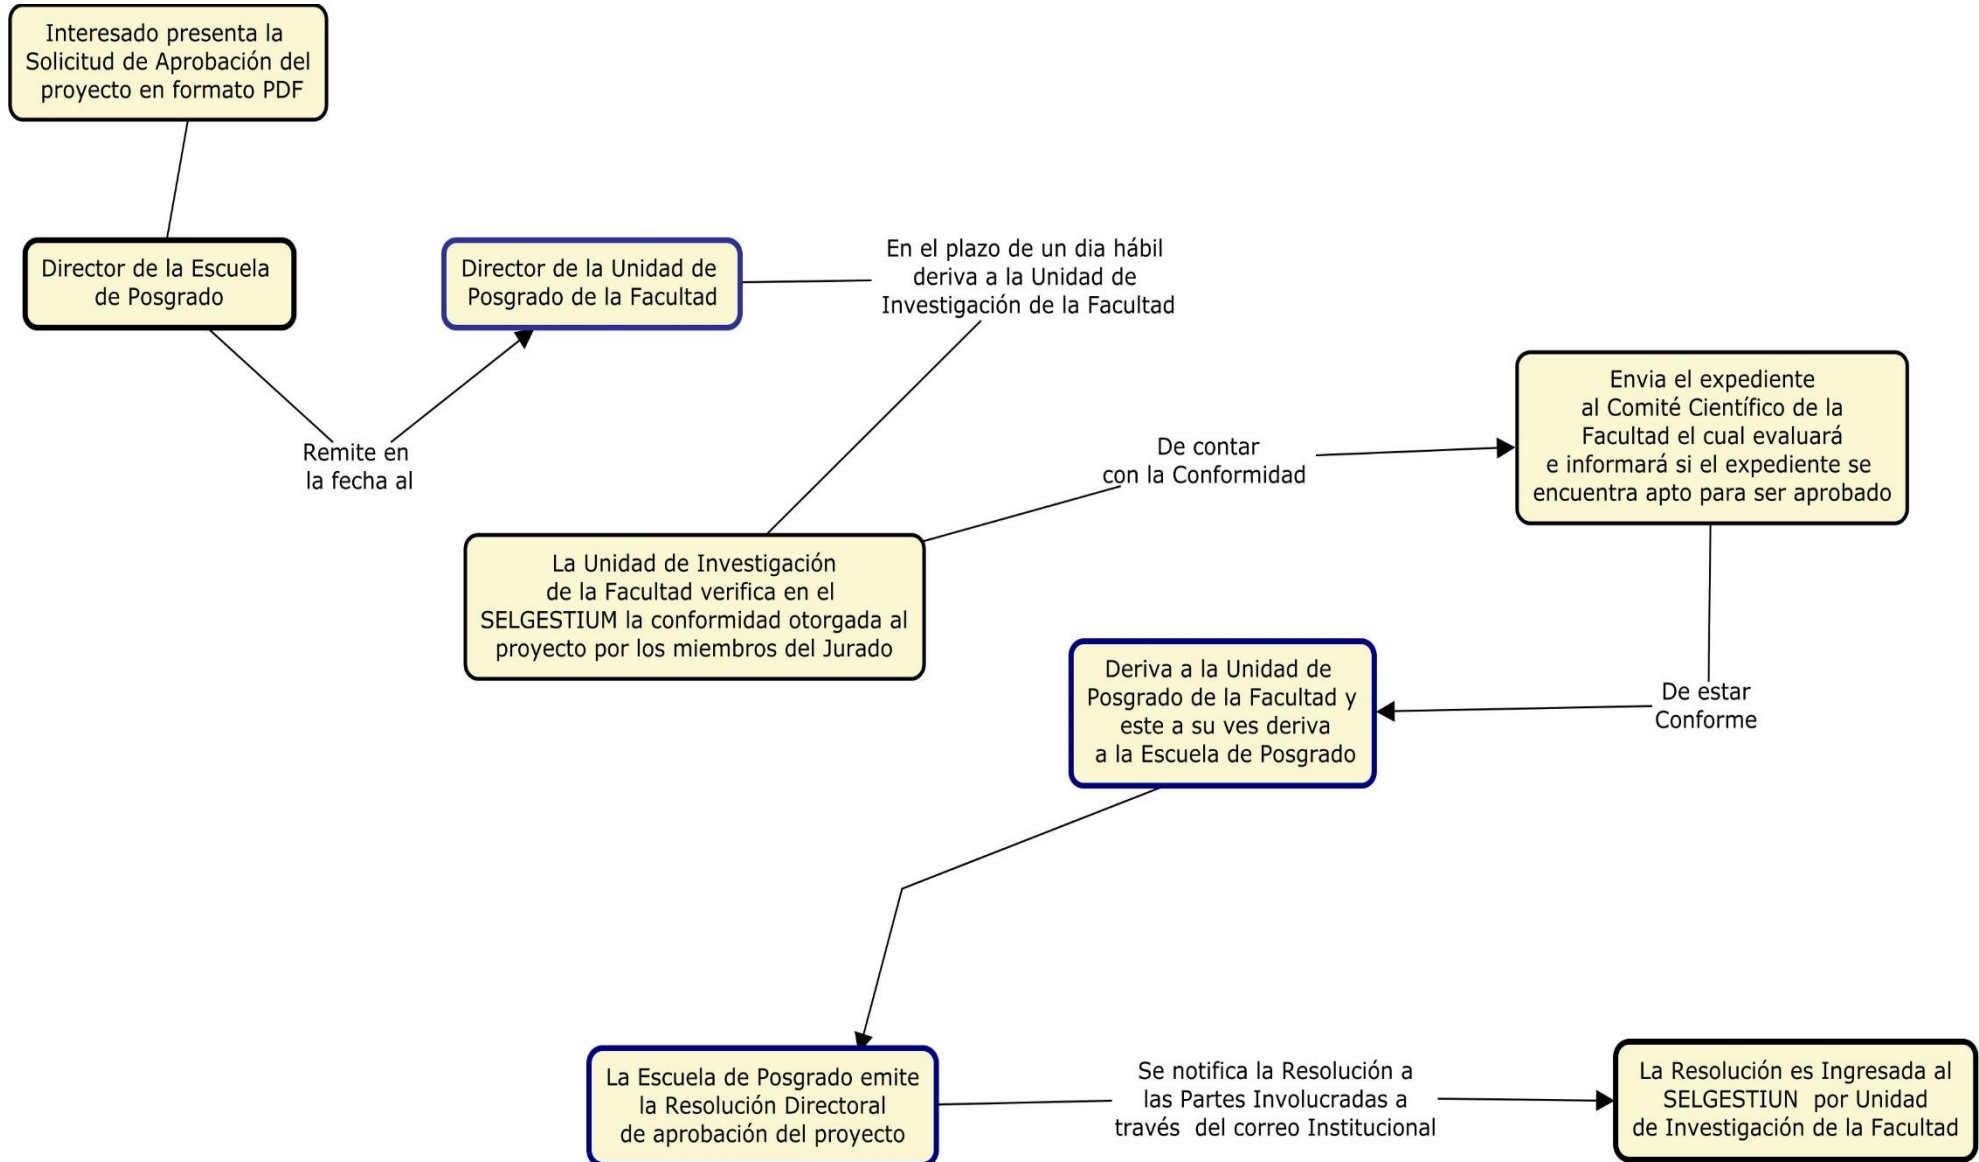 Interesado presenta la
Solicitud de Aprobación del
proyecto en formato PDF
Director de la Escuela
de Posgrado
Remite en
la fecha al
Director de la Unidad de
Posgrado de la Facultad
En el plazo de un dia hábil
deriva a la Unidad de
Investigación de la Facultad
La Unidad de Investigación
de la Facultad verifica en el
SELGESTIUM la conformidad otorgada al
proyecto por los miembros del Jurado
De contar
con la Conformidad
Envia el expediente
al Comité Científico de la
Facultad el cual evaluará
e informará si el expediente se
encuentra apto para ser aprobado
De estar
Conforme
Deriva a la Unidad de
Posgrado de la Facultad y
este a su ves deriva
a la Escuela de Posgrado
La Escuela de Posgrado emite
la Resolución Directoral
de aprobación del proyecto
Se notifica la Resolución a
las Partes Involucradas a
través del correo Institucional
La Resolución es Ingresada al
SELGESTIUN por Unidad
de Investigación de la Facultad